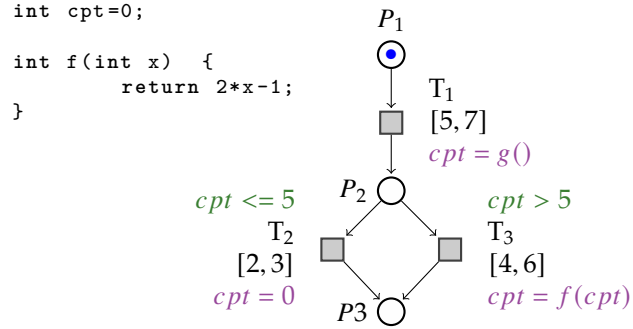 int cpt=0;
int f(int x) {
return 2*x-1;
}
P1
T1
[5,7]
cpt = g()
P2
cpt <= 5
T2
[2,3]
cpt = 0
cpt > 5
T3
[4,6]
cpt = f(cpt)
P3